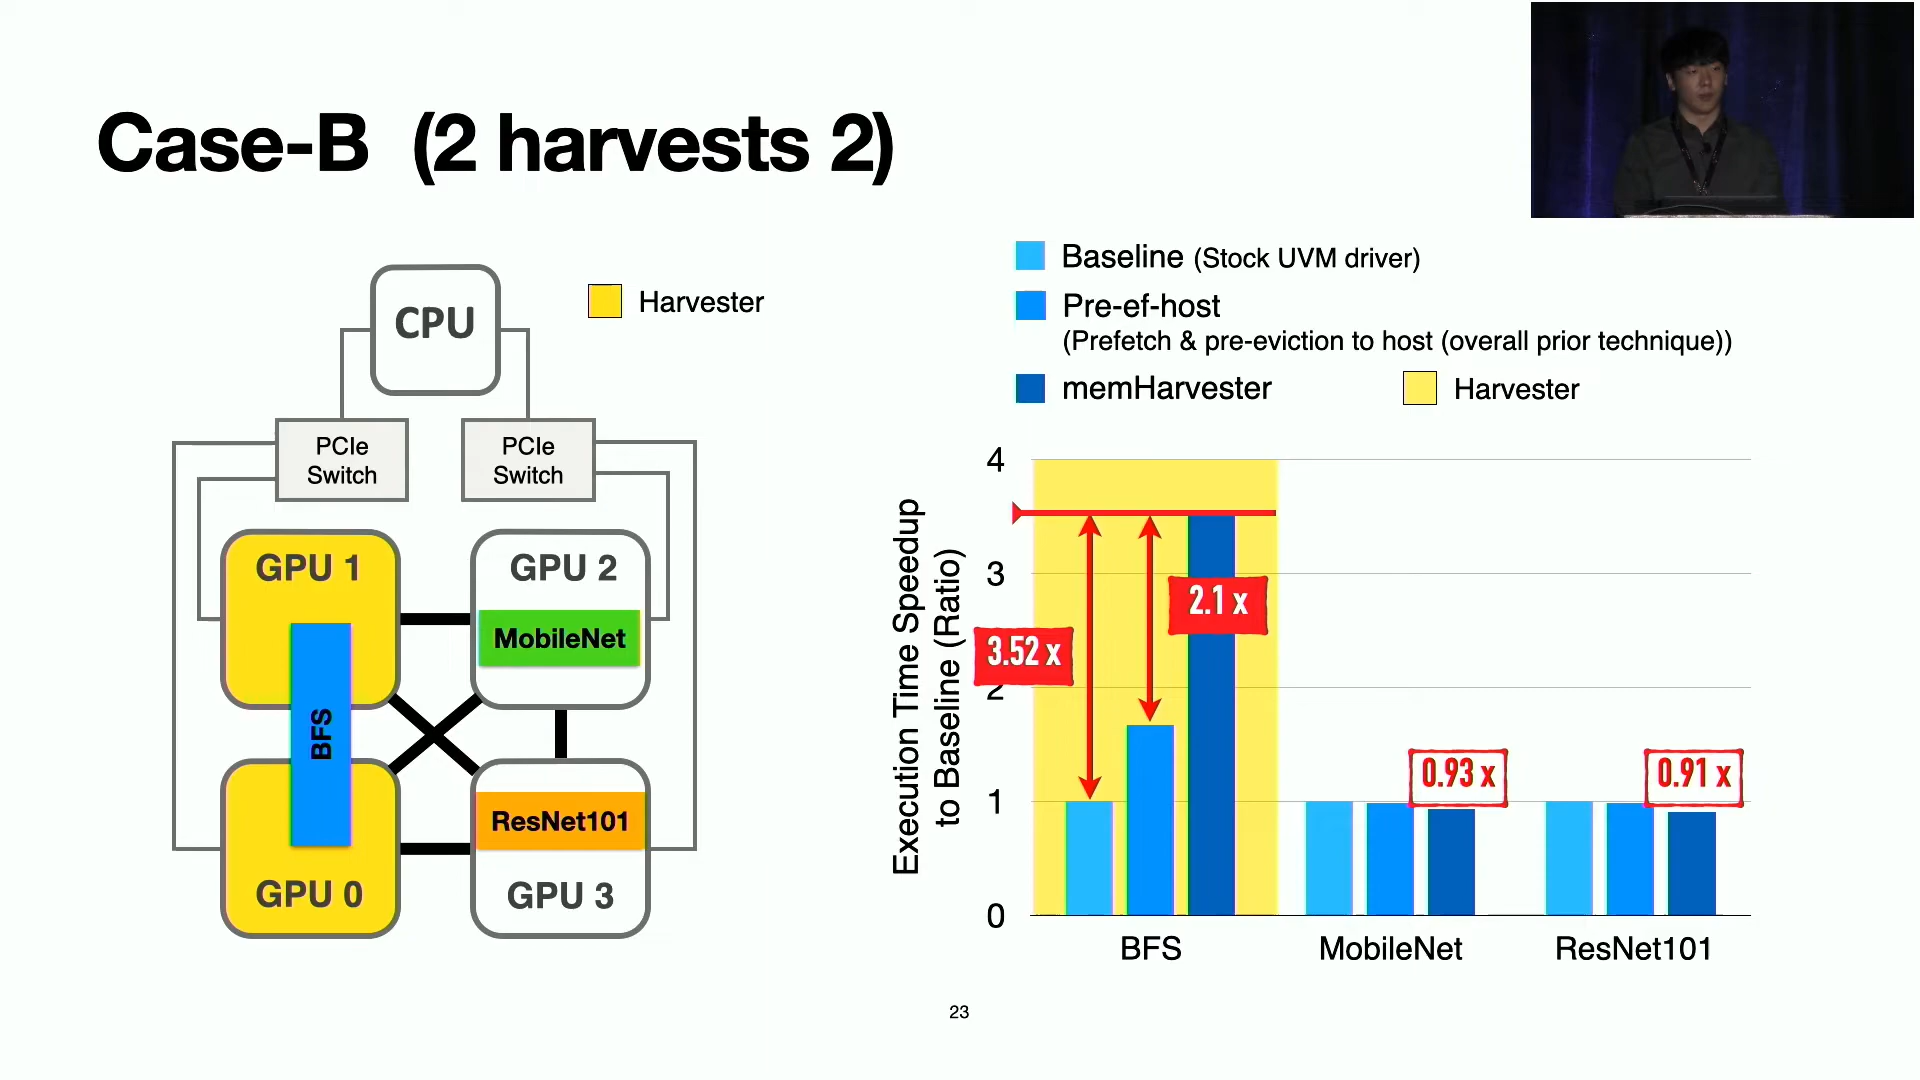 Case-B (2 harvests 2)
CPU
Harvester
PCIe
Switch
PCIe
Switch
GPU 1
GPU 2
MobileNet
BFS
ResNet101
GPU 0
GPU 3
Baseline (Stock UVM driver)
Pre-ef-host
(Prefetch & pre-eviction to host (overall prior technique))
memHarvester
Harvester
Execution Time Speedup
to Baseline (Ratio)
4
3
2
1
0
3.52 x
2.1 x
0.93 x
0.91 x
BFS
MobileNet
ResNet101
23